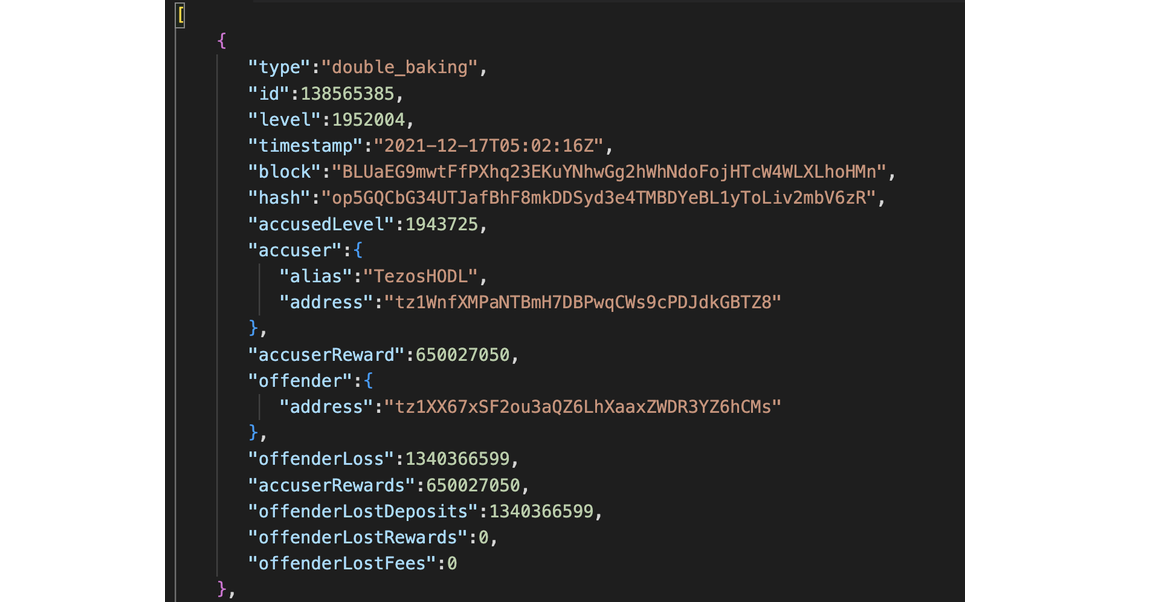 [
{
"type":"double_baking",
"id":138565385,
"level":1952004,
"timestamp":"2021-12-17T05:02:16Z",
"block":"BLUaEG9mwtFfPXhq23EKuYNhwGg2hWhNdoFojHTcW4WLXLhoHMn",
"hash":"op5GQCbG34UTJafBhF8mkDDSyd3e4TMBDYeBL1yToLiv2mbV6zR",
"accusedLevel":1943725,
"accuser":{
"alias":"TezosHODL",
"address":"tz1WnfXMPaNTBmH7DBPwqCWs9cPDJdkGBTZ8"
},
"accuserReward":650027050,
"offender":{
"address":"tz1XX67xSF2ou3aQZ6LhXaaxZWDR3YZ6hCMs"
},
"offenderLoss":1340366599,
"accuserRewards":650027050,
"offenderLostDeposits":1340366599,
"offenderLostRewards":0,
"offenderLostFees":0
},